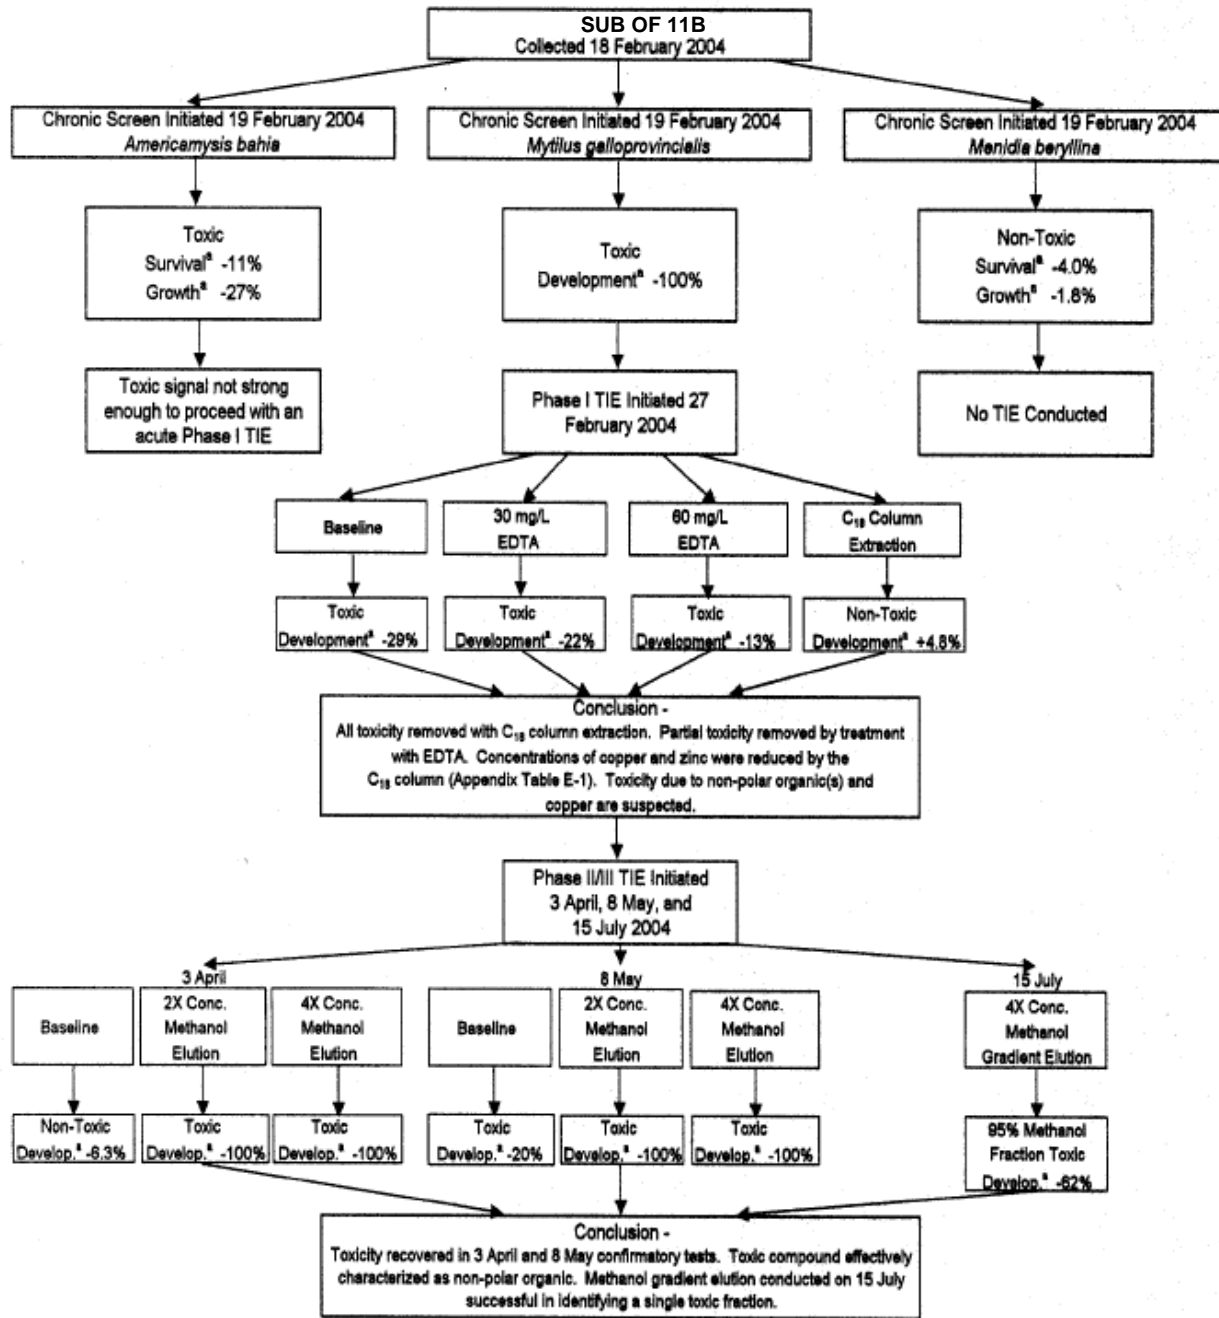 SUB OF 11B
Collected 18 February 2004
Chronic Screen Initiated 19 February 2004
Americamysis bahia
Chronic Screen Initiated 19 February 2004
Mytilus galloprovincialis
Chronic Screen Initiated 19 February 2004
Menidia beryllina
Toxic
Survivalª -11%
Growthª -27%
Toxic
Developmentª -100%
Non-Toxic
Survivalª -4.0%
Growthª -1.8%
Toxic signal not strong
enough to proceed with an
acute Phase I TIE
Phase I TIE Initiated 27
February 2004
No TIE Conducted
Baseline
30 mg/L
EDTA
60 mg/L
EDTA
C₁₈ Column
Extraction
Toxic
Developmentª -29%
Toxic
Developmentª -22%
Toxic
Developmentª -13%
Non-Toxic
Developmentª +4.8%
Conclusion -
All toxicity removed with C₁₈ column extraction. Partial toxicity removed by treatment
with EDTA. Concentrations of copper and zinc were reduced by the
C₁₈ column (Appendix Table E-1). Toxicity due to non-polar organic(s) and
copper are suspected.
Phase II/III TIE Initiated
3 April, 8 May, and
15 July 2004
3 April
8 May
15 July
Baseline
2X Conc.
Methanol
Elution
4X Conc.
Methanol
Elution
Baseline
2X Conc.
Methanol
Elution
4X Conc.
Methanol
Elution
4X Conc.
Methanol
Gradient Elution
Non-Toxic
Develop.ª -6.3%
Toxic
Develop.ª -100%
Toxic
Develop.ª -100%
Toxic
Develop.ª -20%
Toxic
Develop.ª -100%
Toxic
Develop.ª -100%
95% Methanol
Fraction Toxic
Develop.ª -62%
Conclusion -
Toxicity recovered in 3 April and 8 May confirmatory tests. Toxic compound effectively
characterized as non-polar organic. Methanol gradient elution conducted on 15 July
successful in identifying a single toxic fraction.